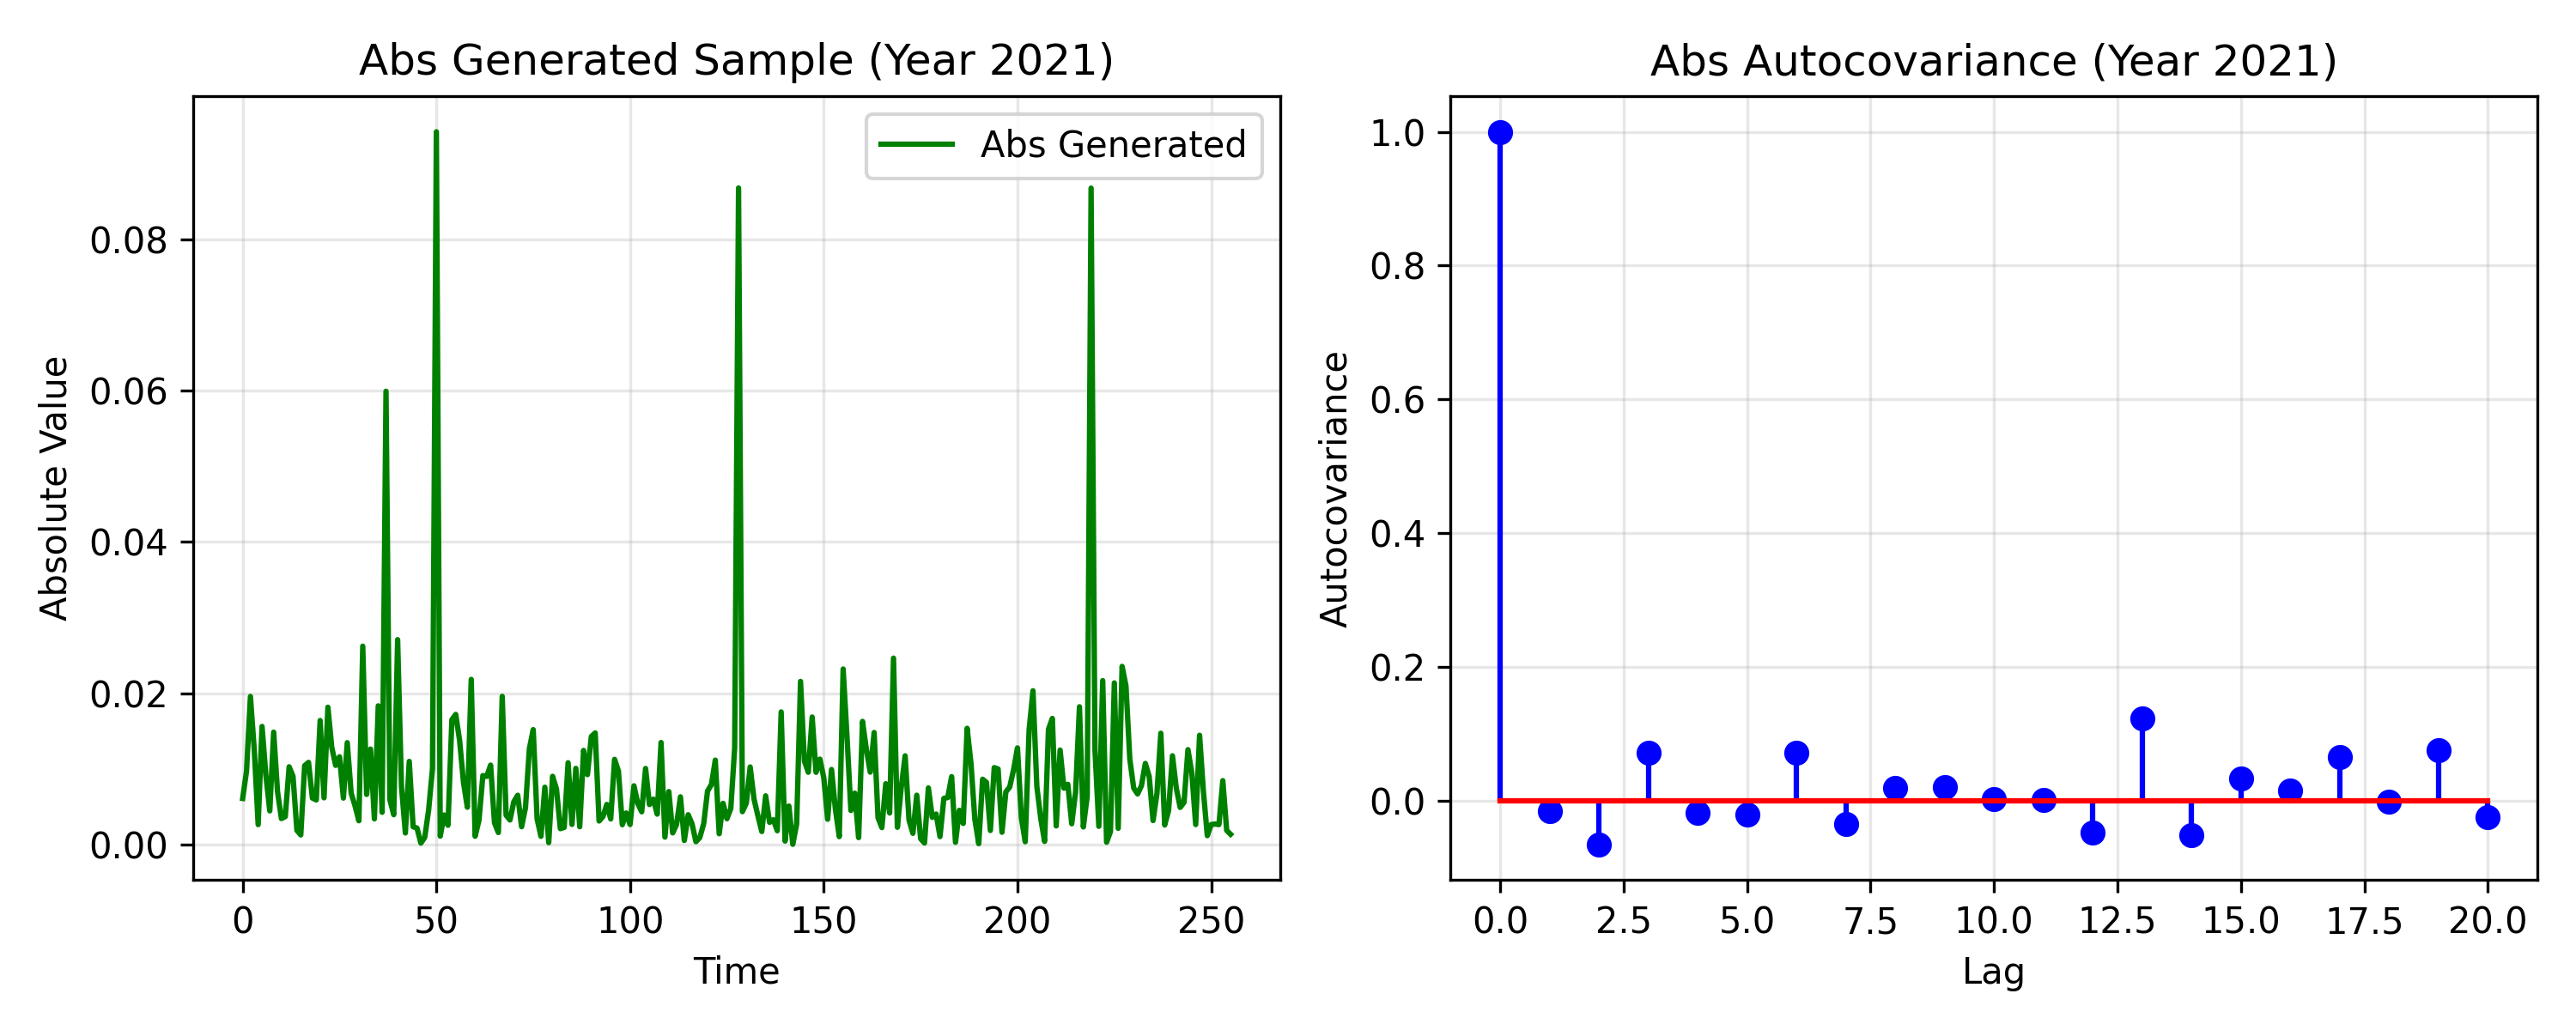 Abs Generated Sample (Year 2021)
Abs Generated
Absolute Value
0.08
0.06
0.04
0.02
0.00
0 50 100 150 200 250
Time
Abs Autocovariance (Year 2021)
Autocovariance
1.0
0.8
0.6
0.4
0.2
0.0
0.0 2.5 5.0 7.5 10.0 12.5 15.0 17.5 20.0
Lag